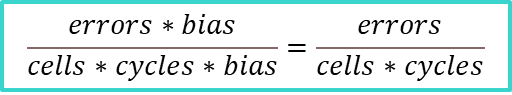 errors * bias / cells * cycles * bias = errors / cells * cycles